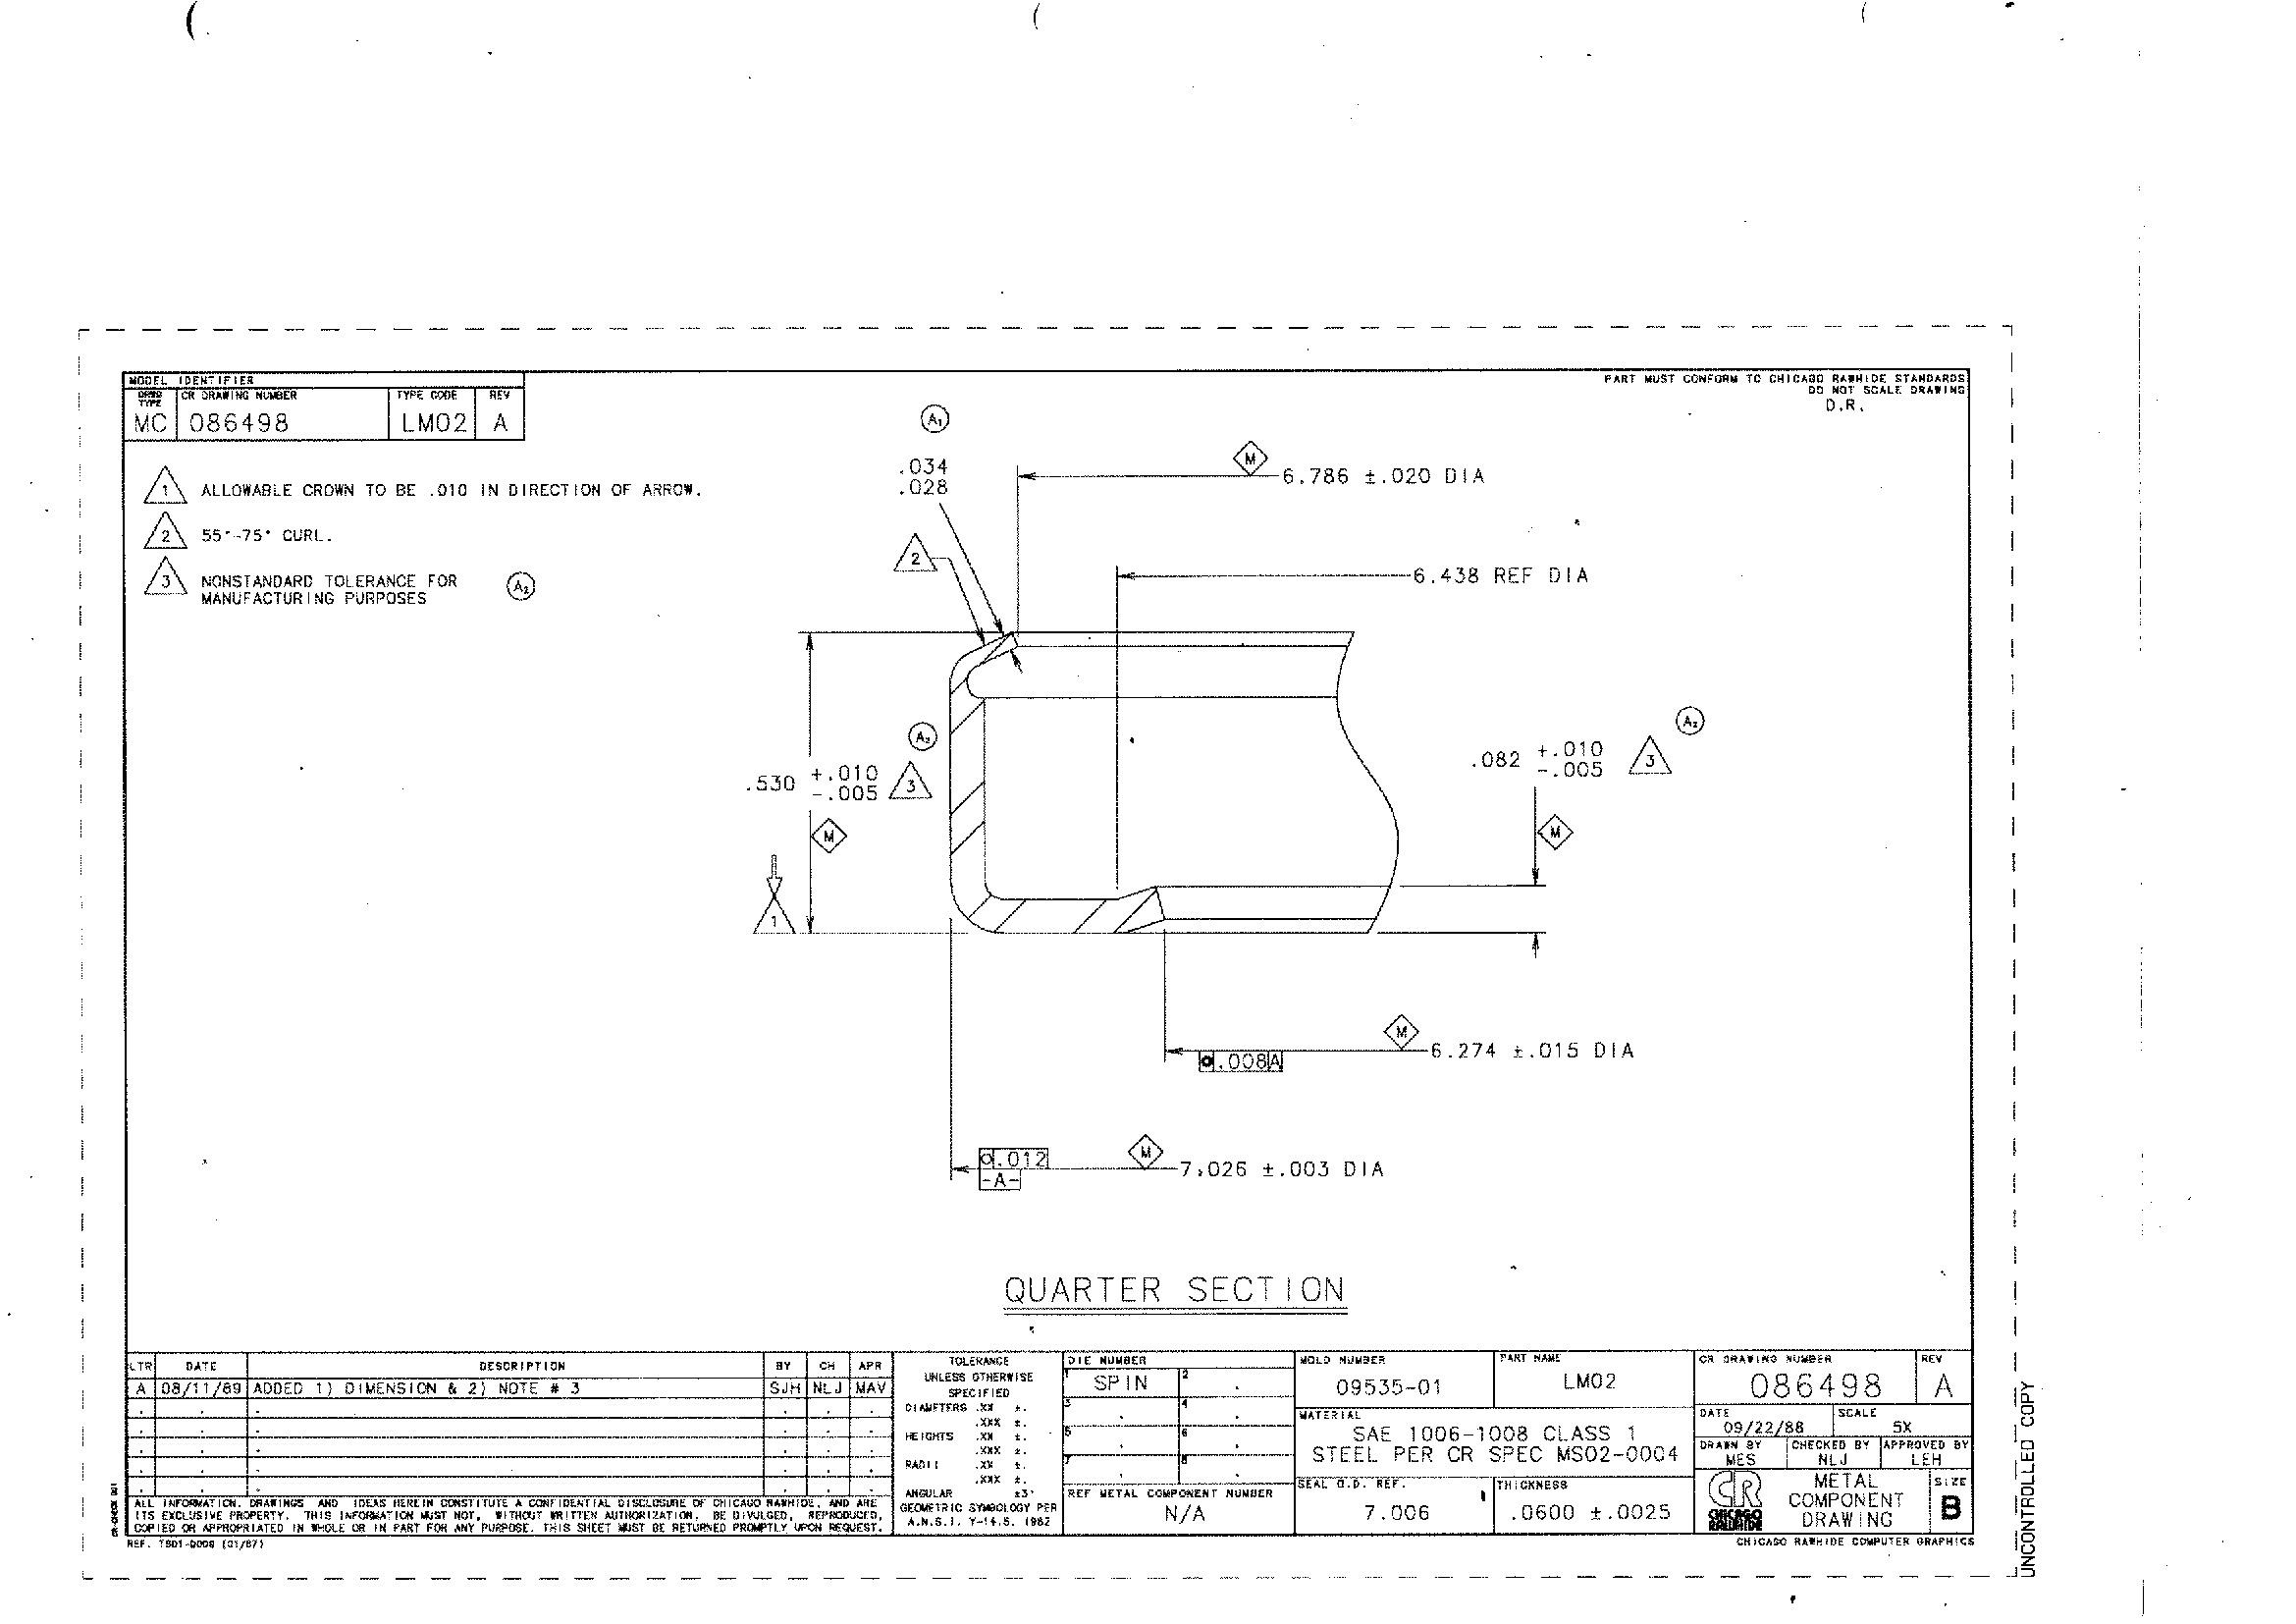 PART MUST CONFORM TO CHICAGO RAWHIDE STANDARDS
DO NOT SCALE DRAWING
D.R.
MODEL IDENTIFIER
DRWG TYPE
CR DRAWING NUMBER
TYPE CODE
REV
MC
086498
LM02
A
1 ALLOWABLE CROWN TO BE .010 IN DIRECTION OF ARROW.
2 55°-75° CURL.
3 NONSTANDARD TOLERANCE FOR
MANUFACTURING PURPOSES
A2
A1
.034
.028
2
M
6.786 ±.020 DIA
6.438 REF DIA
A2
.530 +.010
-.005
3
M
1
A2
.082 +.010
-.005
3
M
M
6.274 ±.015 DIA
.008 A
.012
-A-
M
7.026 ±.003 DIA
QUARTER SECTION
LTR DATE DESCRIPTION BY CH APR
A 08/11/89 ADDED 1) DIMENSION & 2) NOTE # 3 SJH NLJ MAV
ALL INFORMATION, DRAWINGS AND IDEAS HEREIN CONSTITUTE A CONFIDENTIAL DISCLOSURE OF CHICAGO RAWHIDE, AND ARE
ITS EXCLUSIVE PROPERTY. THIS INFORMATION MUST NOT, WITHOUT WRITTEN AUTHORIZATION, BE DIVULGED, REPRODUCED,
COPIED OR APPROPRIATED IN WHOLE OR IN PART FOR ANY PURPOSE. THIS SHEET MUST BE RETURNED PROMPTLY UPON REQUEST.
REF. TS01-0008 (01/87)
TOLERANCE
UNLESS OTHERWISE
SPECIFIED
DIAMETERS .XX ±.
.XXX ±.
HEIGHTS .XX ±.
.XXX ±.
RADII .XX ±.
.XXX ±.
ANGULAR ±3°
GEOMETRIC SYMBOLOGY PER
A.N.S.I. Y-14.5, 1982
DIE NUMBER
1 SPIN 2
3 4
5 6
7 8
REF METAL COMPONENT NUMBER
N/A
MOLD NUMBER
09535-01
PART NAME
LM02
MATERIAL
SAE 1006-1008 CLASS 1
STEEL PER CR SPEC MS02-0004
SEAL O.D. REF.
7.006
THICKNESS
.0600 ±.0025
CR DRAWING NUMBER
086498
REV
A
DATE
09/22/88
SCALE
5X
DRAWN BY
MES
CHECKED BY
NLJ
APPROVED BY
LEH
CR
CHICAGO
RAWHIDE
METAL
COMPONENT
DRAWING
SIZE
B
CHICAGO RAWHIDE COMPUTER GRAPHICS
UNCONTROLLED COPY